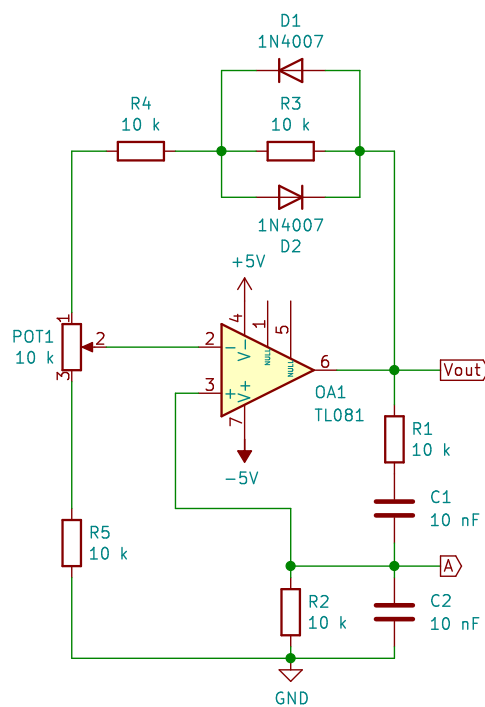 D1
1N4007
R4
10 k
R3
10 k
1N4007
D2
+5V
POT1
10 k
1
2
3
2
3
4
1
5
6
7
V-
V+
NULL
NULL
OA1
TL081
-5V
Vout
R1
10 k
C1
10 nF
R5
10 k
A
R2
10 k
C2
10 nF
GND